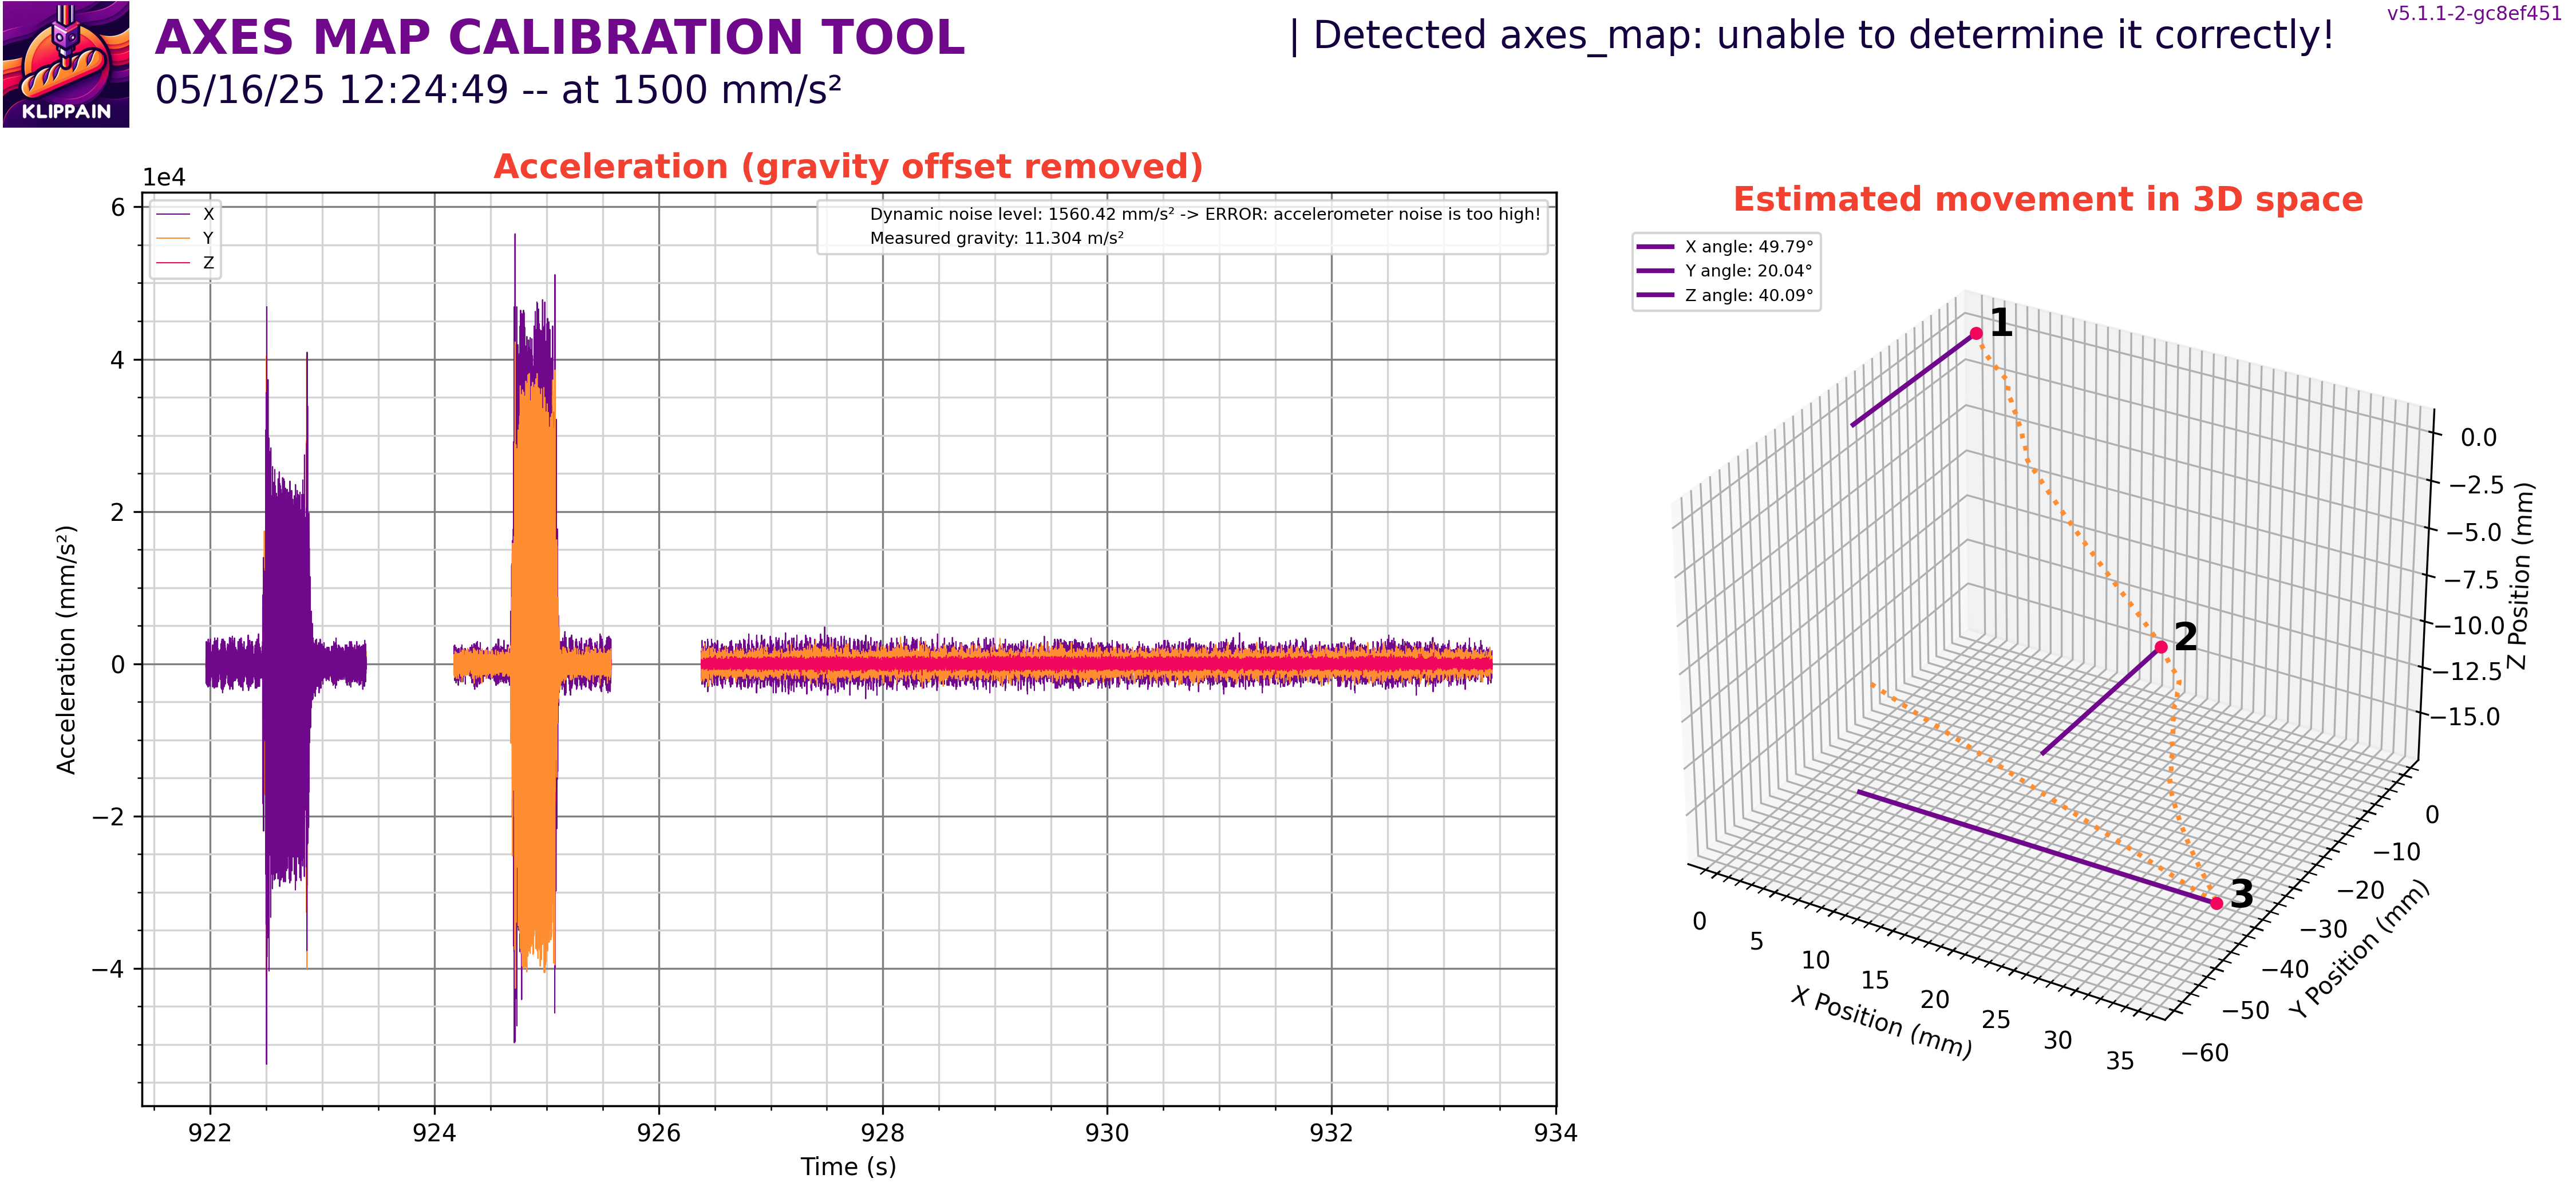 KLIPPAIN
AXES MAP CALIBRATION TOOL
05/16/25 12:24:49 -- at 1500 mm/s²
| Detected axes_map: unable to determine it correctly!
v5.1.1-2-gc8ef451
Acceleration (gravity offset removed)
1e4
X
Y
Z
Dynamic noise level: 1560.42 mm/s² -> ERROR: accelerometer noise is too high!
Measured gravity: 11.304 m/s²
6
4
2
0
−2
−4
Acceleration (mm/s²)
922
924
926
928
930
932
934
Time (s)
Estimated movement in 3D space
X angle: 49.79°
Y angle: 20.04°
Z angle: 40.09°
1
2
3
0.0
−2.5
−5.0
−7.5
−10.0
−12.5
−15.0
Z Position (mm)
0
−10
−20
−30
−40
−50
−60
Y Position (mm)
0
5
10
15
20
25
30
35
X Position (mm)